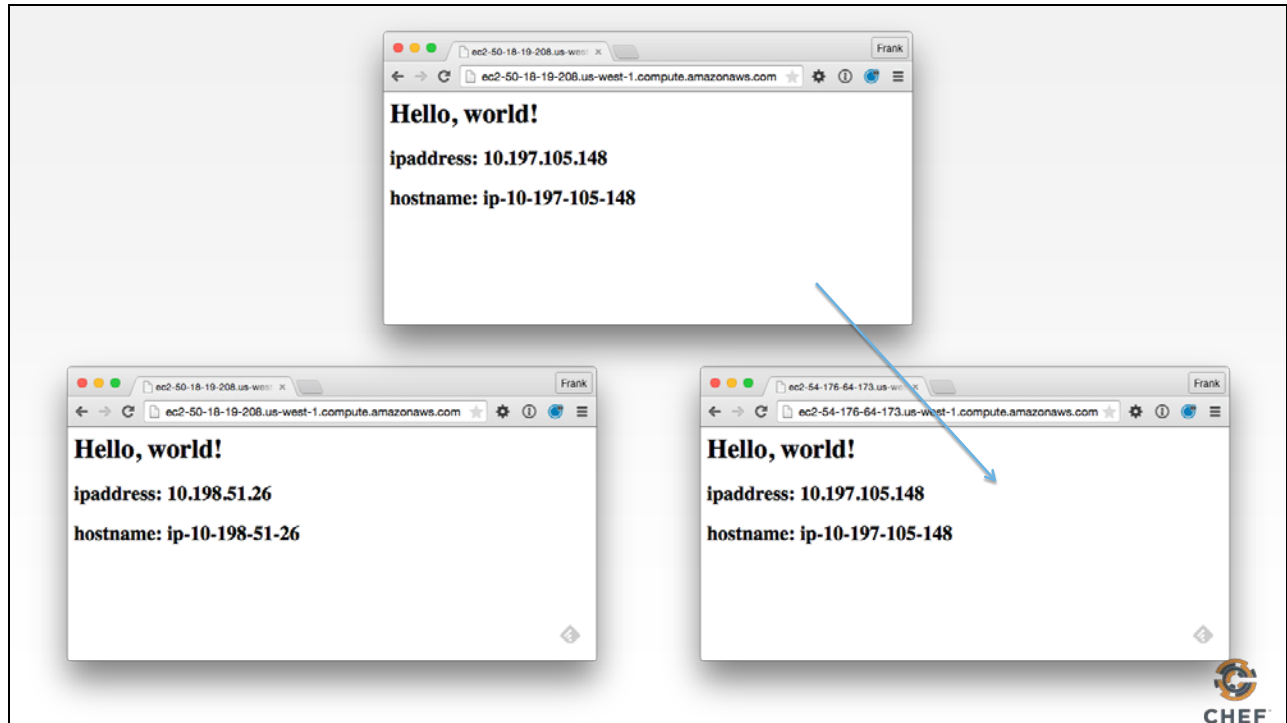 ec2-50-18-19-208.us-west
Frank
ec2-50-18-19-208.us-west-1.compute.amazonaws.com
Hello, world!
ipaddress: 10.197.105.148
hostname: ip-10-197-105-148
ec2-50-18-19-208.us-west
Frank
ec2-50-18-19-208.us-west-1.compute.amazonaws.com
Hello, world!
ipaddress: 10.198.51.26
hostname: ip-10-198-51-26
ec2-54-176-64-173.us-west
Frank
ec2-54-176-64-173.us-west-1.compute.amazonaws.com
Hello, world!
ipaddress: 10.197.105.148
hostname: ip-10-197-105-148
CHEF